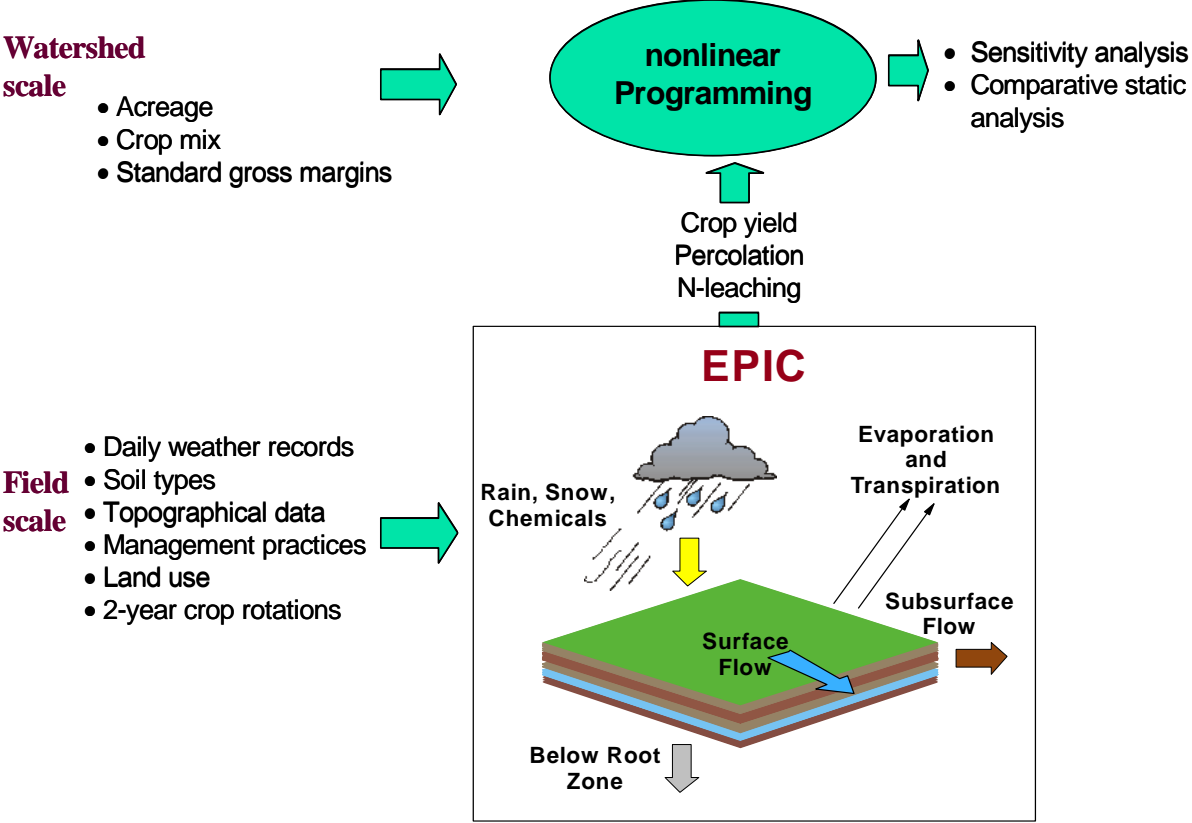 Watershed
scale
• Acreage
• Crop mix
• Standard gross margins
nonlinear
Programming
• Sensitivity analysis
• Comparative static
analysis
Crop yield
Percolation
N-leaching
Field
scale
• Daily weather records
• Soil types
• Topographical data
• Management practices
• Land use
• 2-year crop rotations
EPIC
Rain, Snow,
Chemicals
Evaporation
and
Transpiration
Surface
Flow
Subsurface
Flow
Below Root
Zone